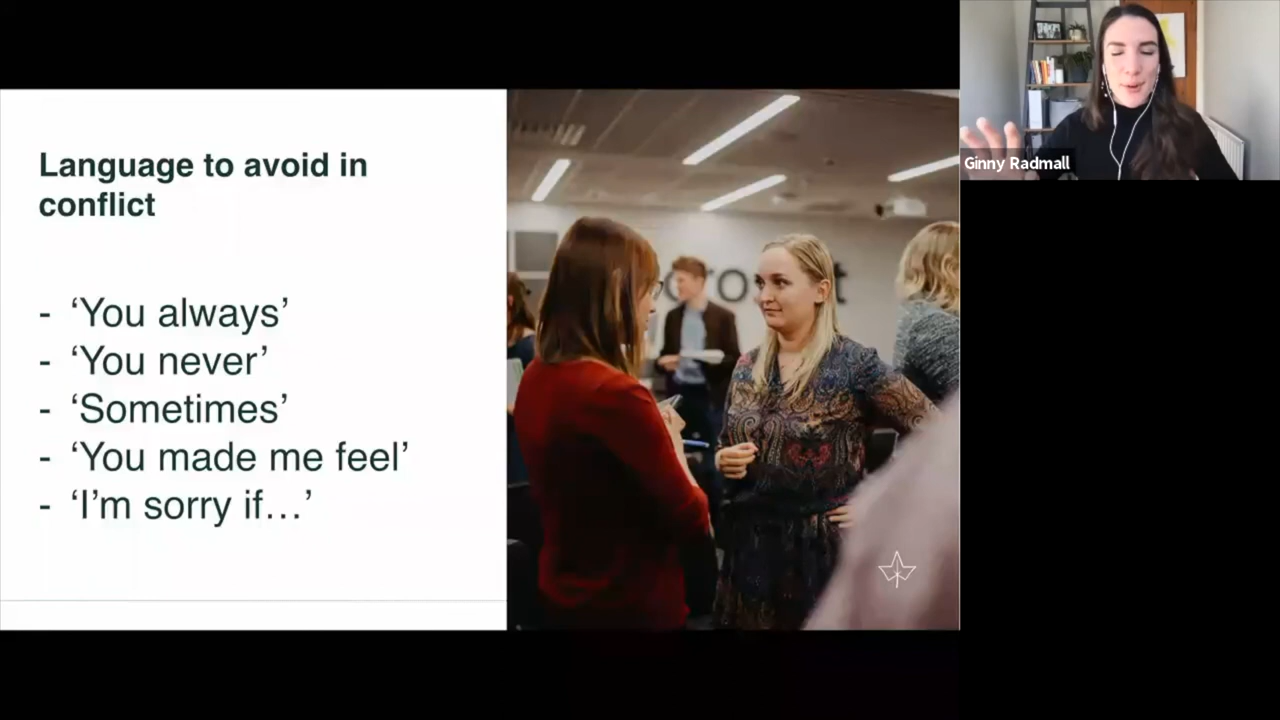 Language to avoid in
conflict
- ‘You always’
- ‘You never’
- ‘Sometimes’
- ‘You made me feel’
- ‘I’m sorry if…’
Ginny Radmall